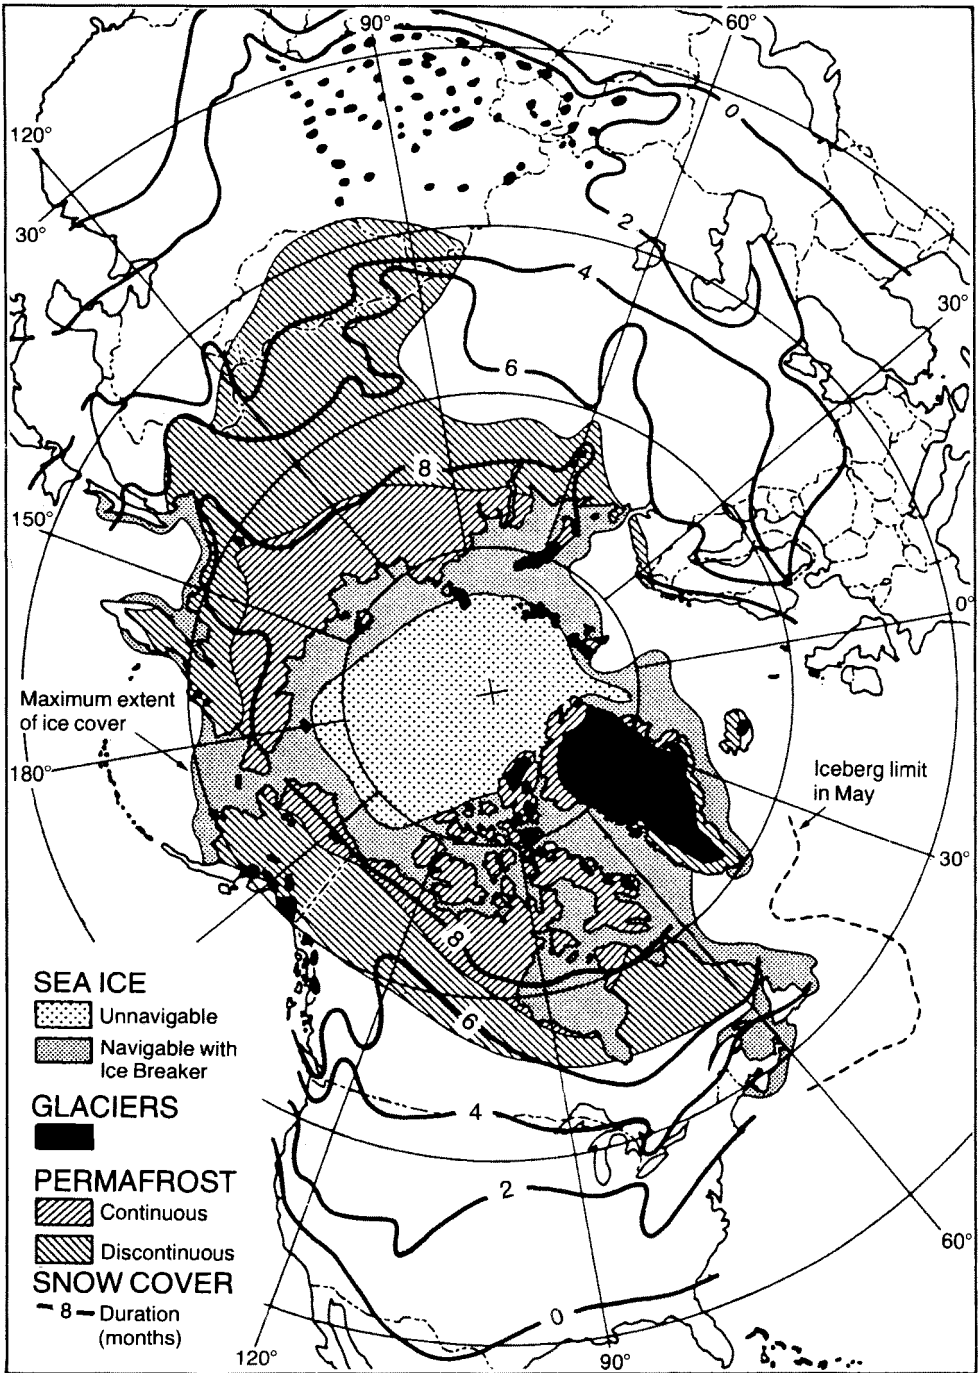 90°
60°
0
120°
2
30°
4
30°
6
8
150°
0°
Maximum extent
of ice cover
180°
Iceberg limit
in May
30°
8
SEA ICE
Unnavigable
6
Navigable with
Ice Breaker
GLACIERS
4
PERMAFROST
2
Continuous
Discontinuous
60°
SNOW COVER
8 Duration
(months)
0
120°
90°